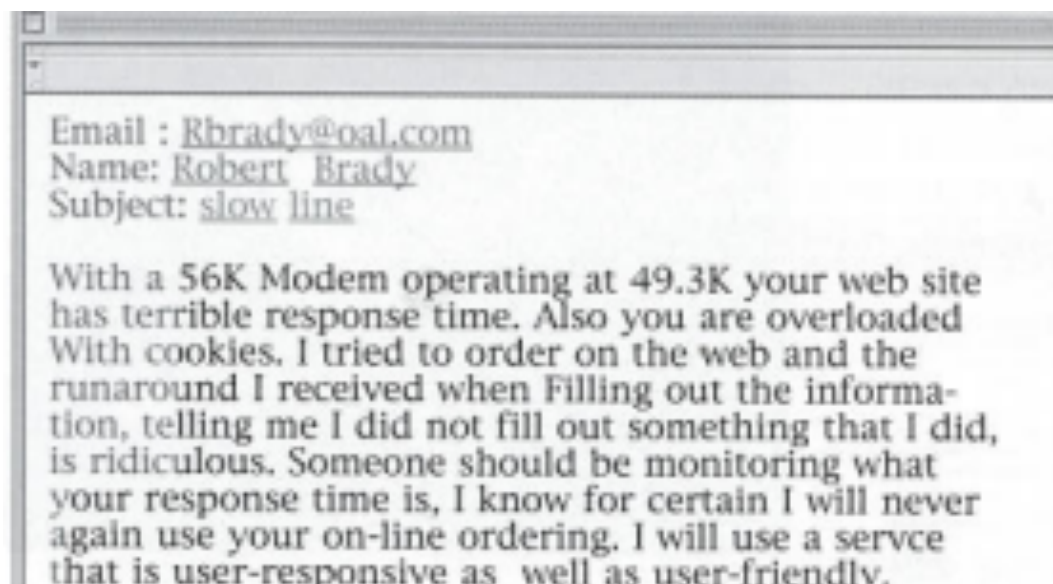 Email : Rbrady@oal.com
Name: Robert Brady
Subject: slow line
With a 56K Modem operating at 49.3K your web site
has terrible response time. Also you are overloaded
With cookies. I tried to order on the web and the
runaround I received when Filling out the informa-
tion, telling me I did not fill out something that I did,
is ridiculous. Someone should be monitoring what
your response time is, I know for certain I will never
again use your on-line ordering. I will use a servce
that is user-responsive as well as user-friendly.